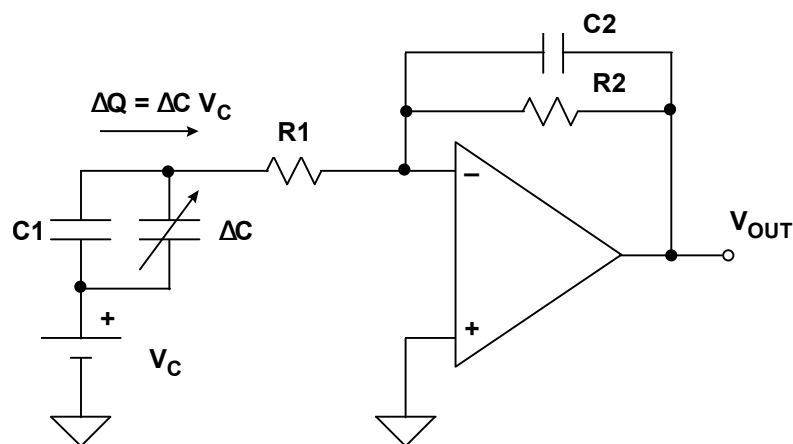 C2
R2
ΔQ = ΔC V_C
R1
C1
ΔC
–
+
V_OUT
+
V_C